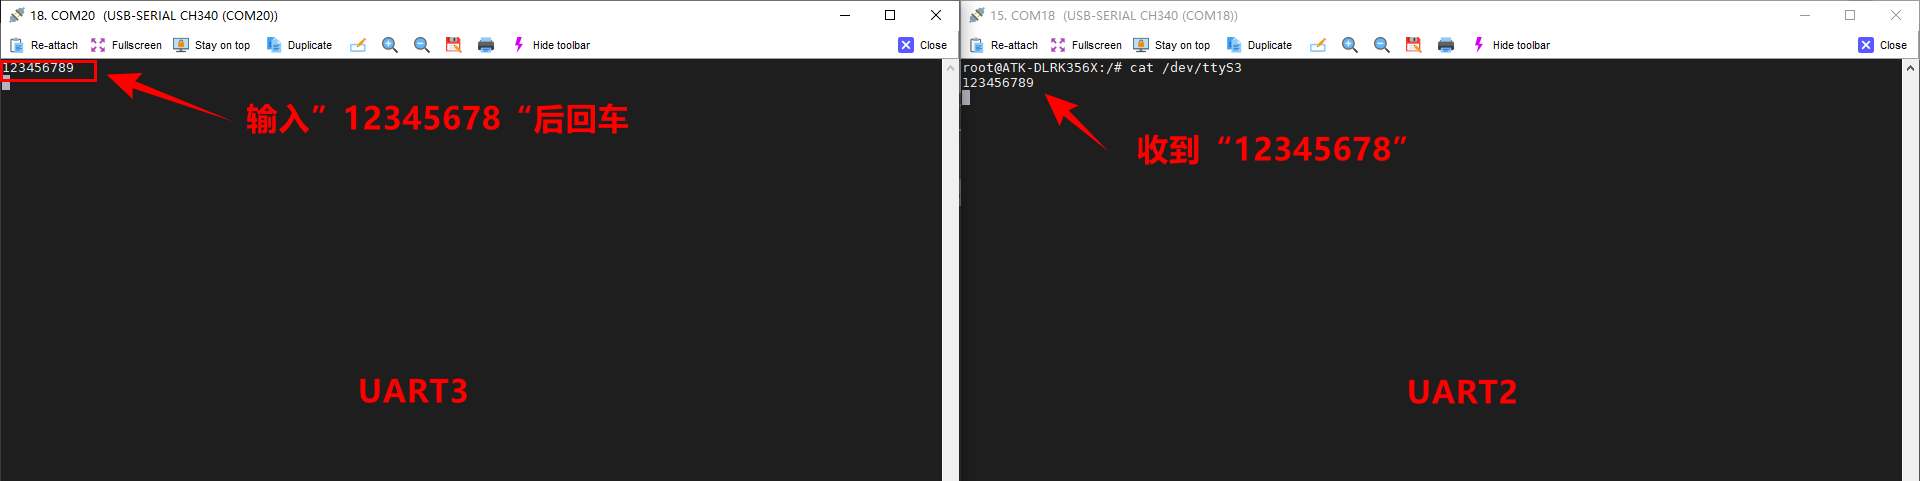 18. COM20  (USB-SERIAL CH340 (COM20))
Re-attach Fullscreen Stay on top Duplicate Hide toolbar Close
123456789
输入”12345678“后回车
UART3
15. COM18  (USB-SERIAL CH340 (COM18))
Re-attach Fullscreen Stay on top Duplicate Hide toolbar Close
root@ATK-DLRK356X:/# cat /dev/ttyS3
123456789
收到“12345678”
UART2